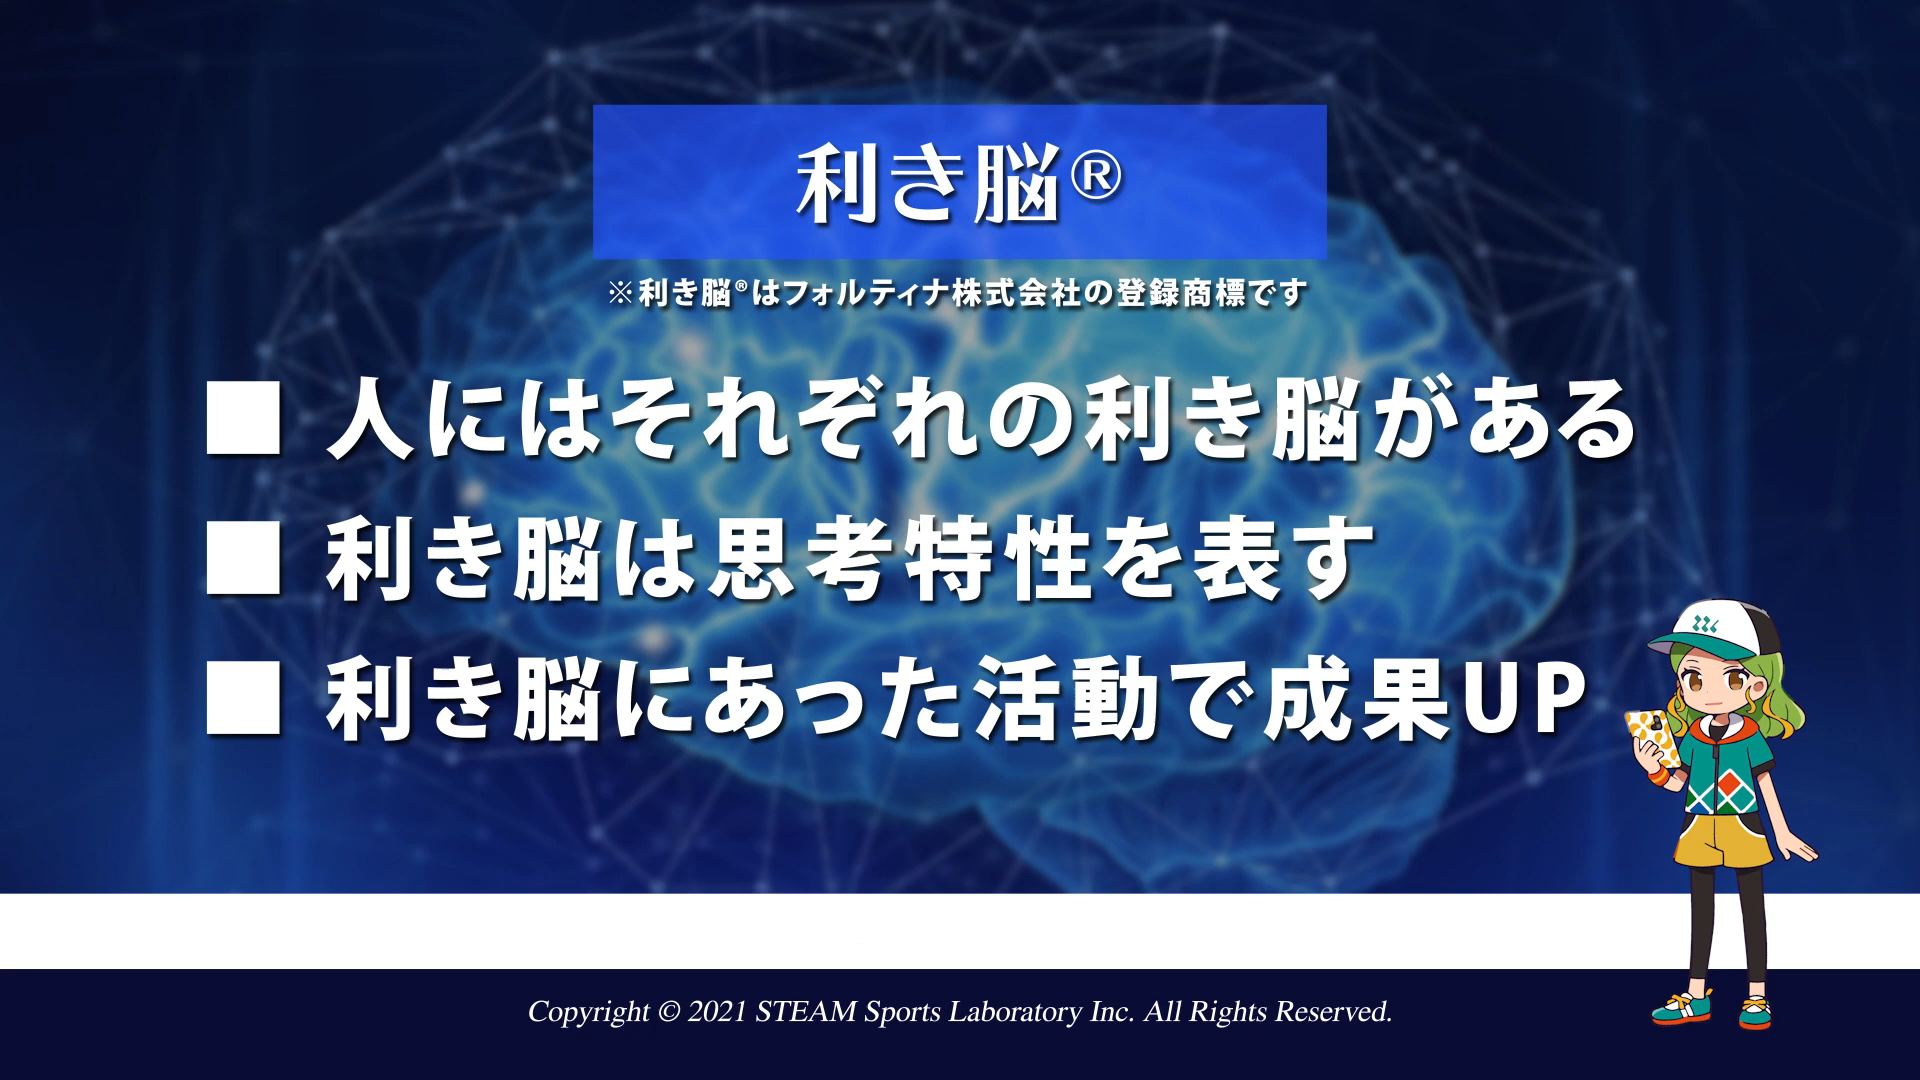 利き脳®
※利き脳®はフォルティナ株式会社の登録商標です
■ 人にはそれぞれの利き脳がある
■ 利き脳は思考特性を表す
■ 利き脳にあった活動で成果UP
Copyright © 2021 STEAM Sports Laboratory Inc. All Rights Reserved.